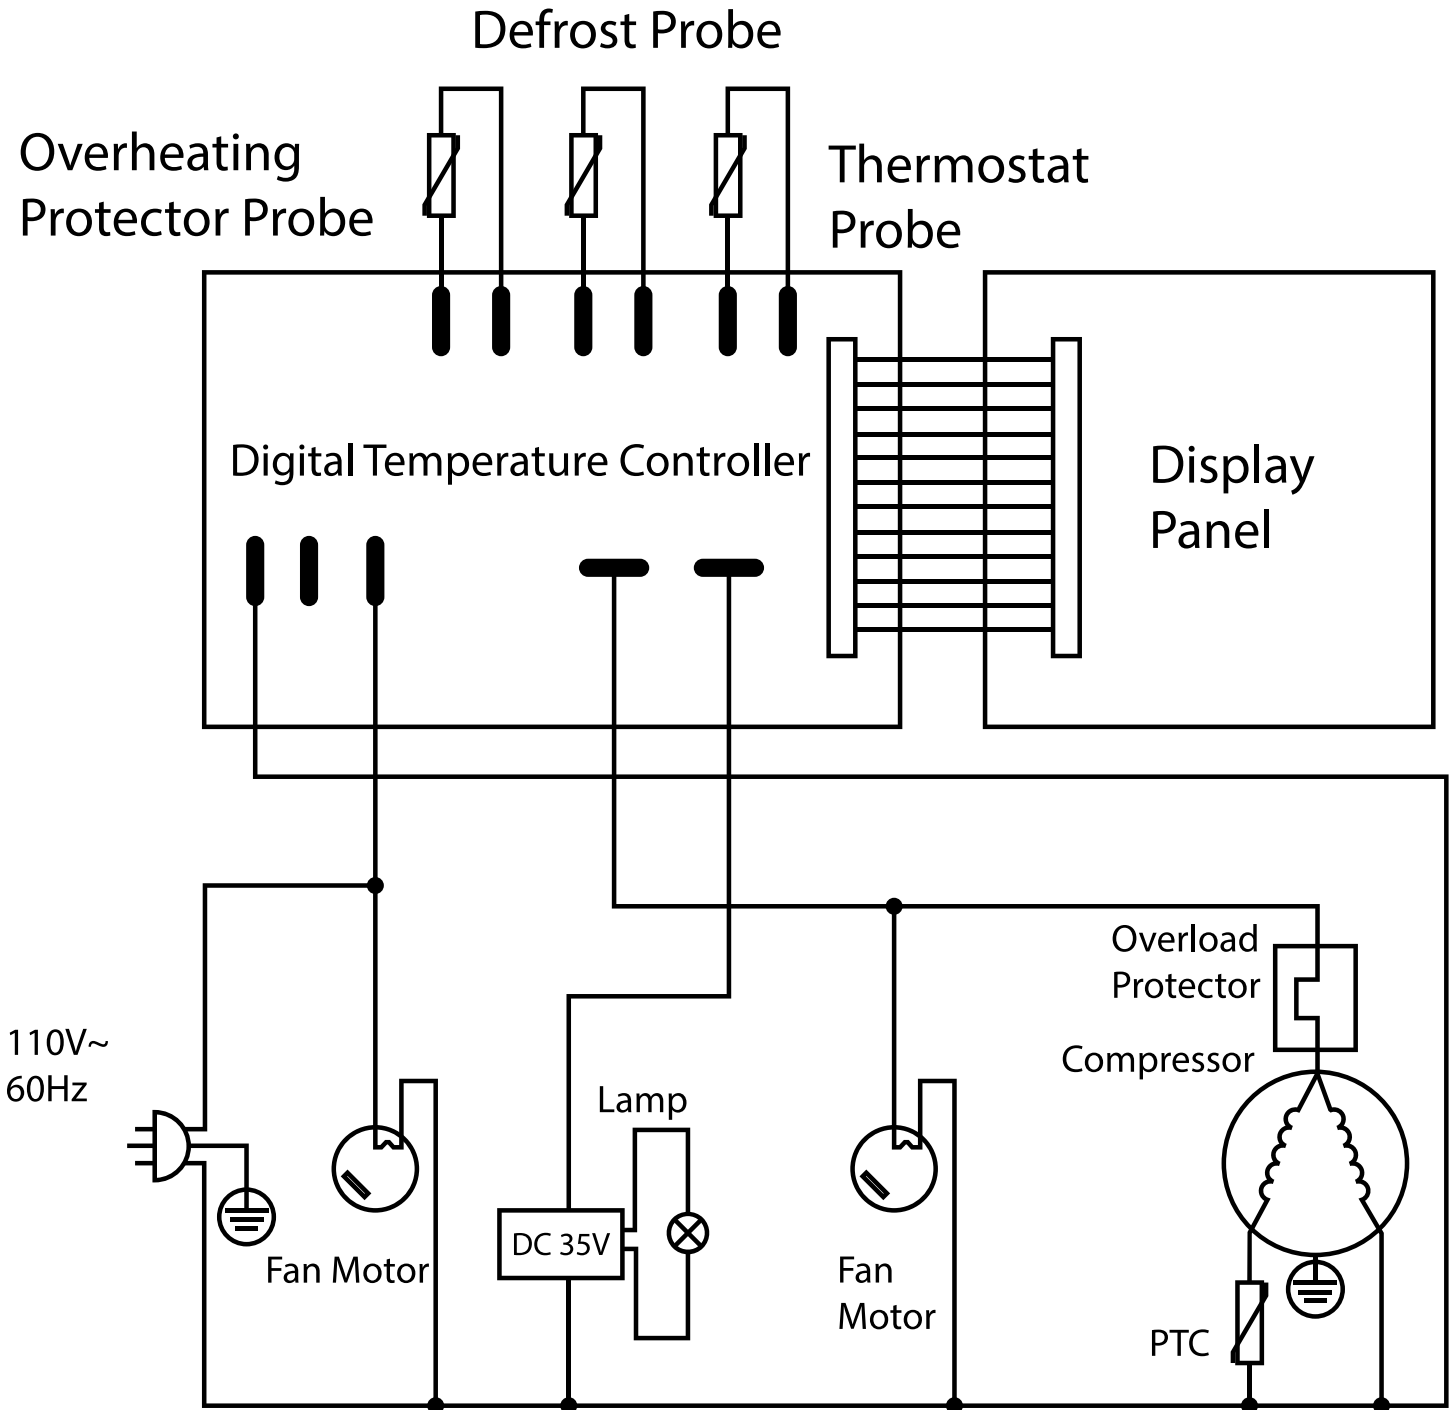 Defrost Probe
Overheating
Protector Probe
Thermostat
Probe
Digital Temperature Controller
Display
Panel
Overload
Protector
Compressor
110V~
60Hz
Lamp
DC 35V
Fan Motor
Fan
Motor
PTC